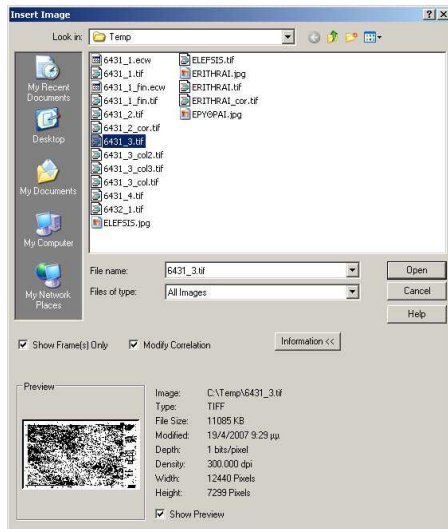 Insert Image
Look in:
Temp
My Recent
Documents
Desktop
My Documents
My Computer
My Network
Places
6431_1.ecw
6431_1.tif
6431_1_fin.ecw
6431_1_fin.tif
6431_2.tif
6431_2_cor.tif
6431_3.tif
6431_3_col2.tif
6431_3_col3.tif
6431_3_col.tif
6431_4.tif
6432_1.tif
ELEFSIS.jpg
ELEFSIS.tif
ERITHRAI.jpg
ERITHRAI.tif
ERITHRAI_cor.tif
ΕΡΥΘΡΑΙ.jpg
File name:
6431_3.tif
Open
Files of type:
All Images
Cancel
Help
Show Frame(s) Only
Modify Correlation
Information <<
Preview
Image: C:\Temp\6431_3.tif
Type: TIFF
File Size: 11085 KB
Modified: 19/4/2007 9:29 μμ
Depth: 1 bits/pixel
Density: 300.000 dpi
Width: 12440 Pixels
Height: 7299 Pixels
Show Preview